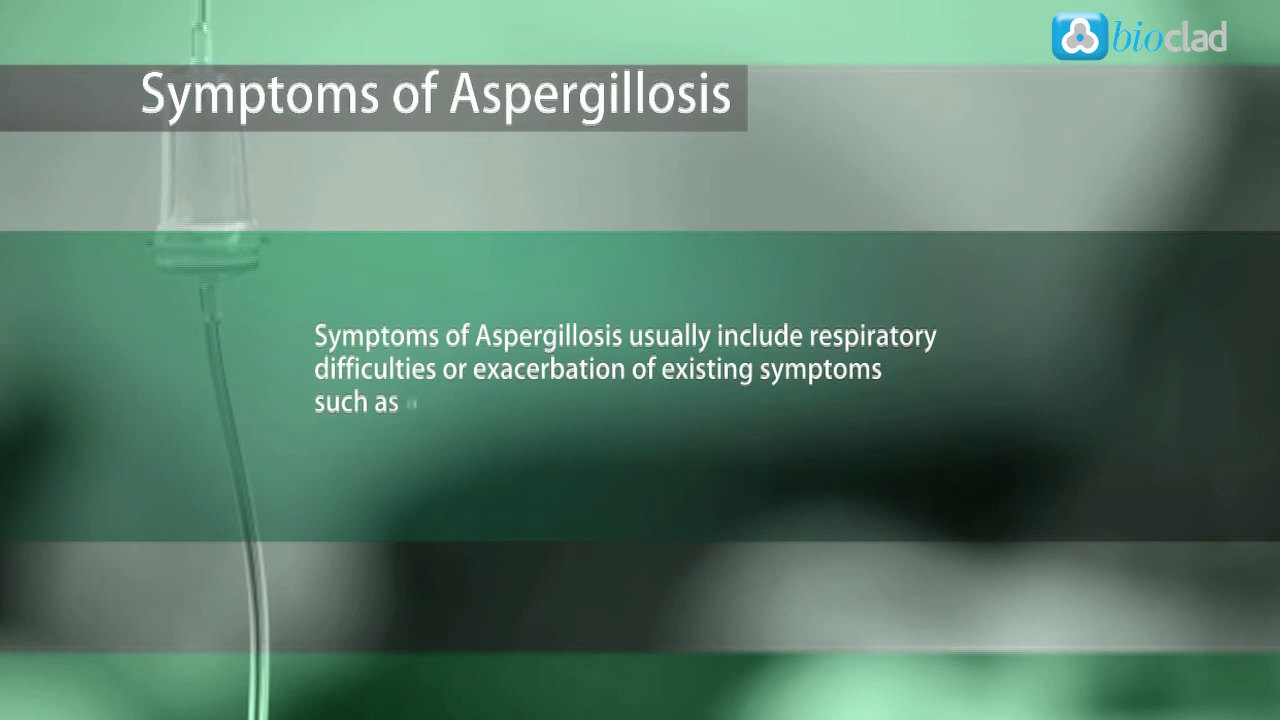 bioclad
Symptoms of Aspergillosis
Symptoms of Aspergillosis usually include respiratory
difficulties or exacerbation of existing symptoms
such as